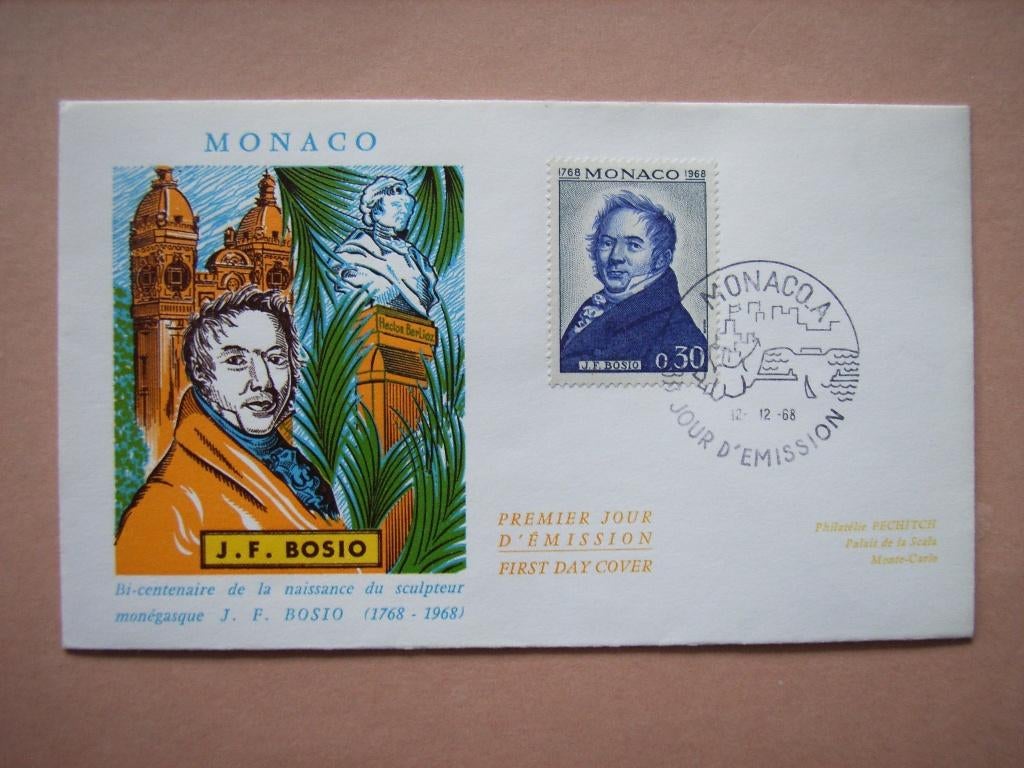 MONACO
Hector Berlioz
J. F. BOSIO
Bi-centenaire de la naissance du sculpteur
monégasque J. F. BOSIO (1768 - 1968)
1768 MONACO 1968
J.F. BOSIO 0,30
MONACO.A.
12- 12 -68
JOUR D'EMISSION
PREMIER JOUR
D'ÉMISSION
FIRST DAY COVER
Philatélie PECHITCH
Palais de la Scala
Monte-Carlo